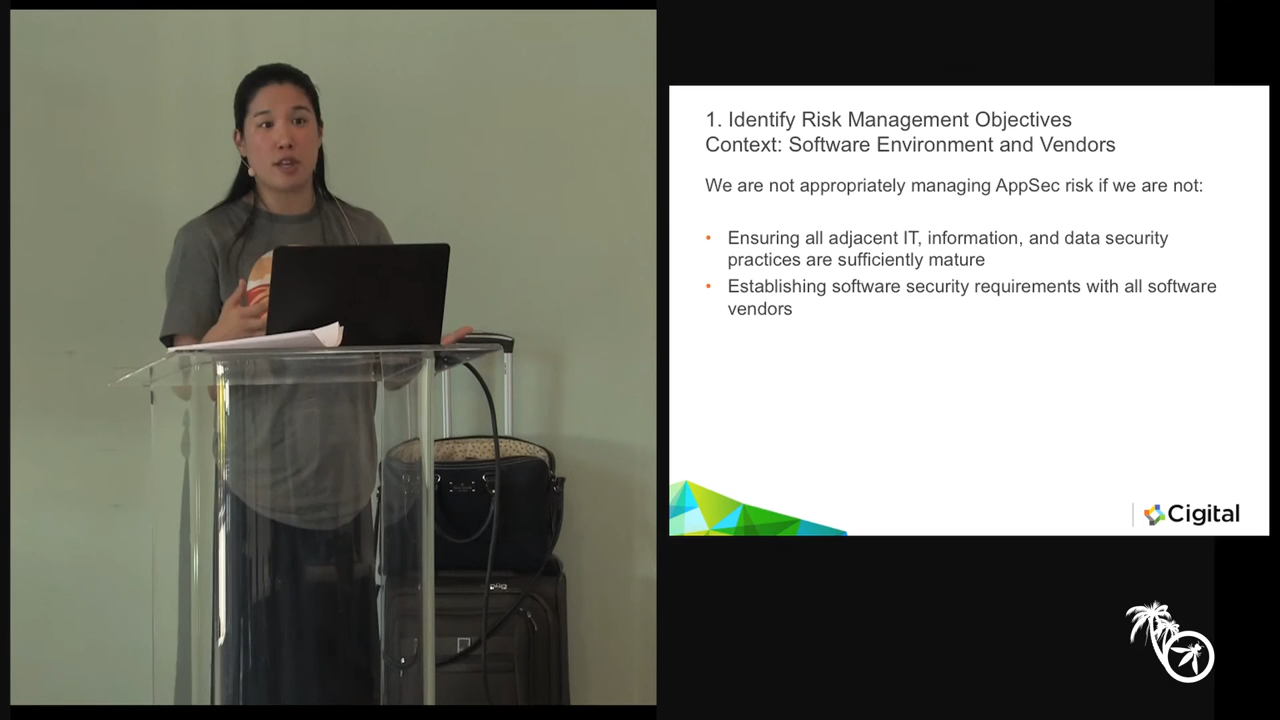 1. Identify Risk Management Objectives
Context: Software Environment and Vendors
We are not appropriately managing AppSec risk if we are not:
• Ensuring all adjacent IT, information, and data security
practices are sufficiently mature
• Establishing software security requirements with all software
vendors
Cigital